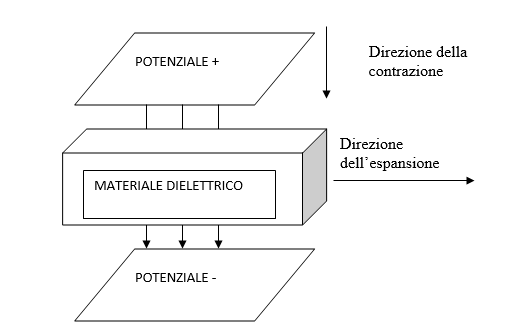 POTENZIALE +
Direzione della
contrazione
Direzione
dell’espansione
MATERIALE DIELETTRICO
POTENZIALE -